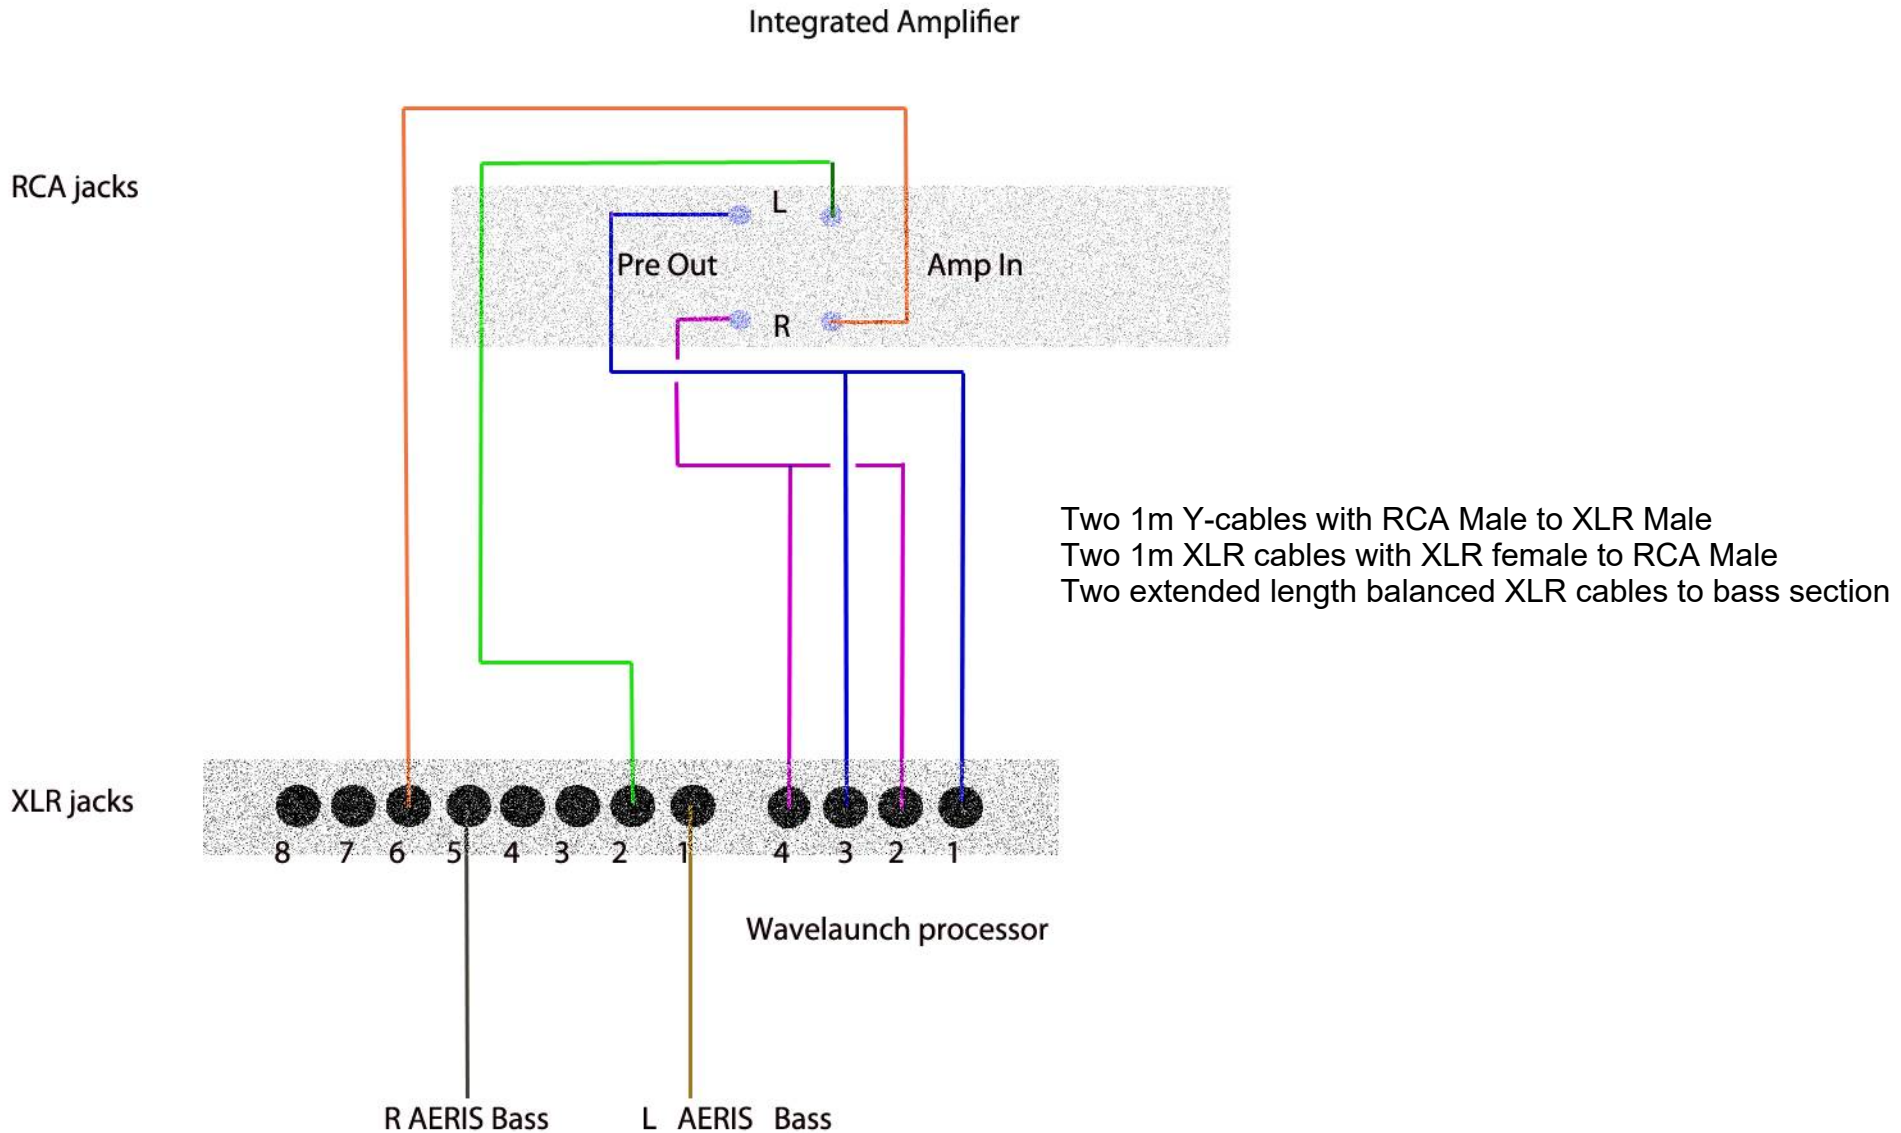 Integrated Amplifier
RCA jacks
L
Pre Out
Amp In
R
Two 1m Y-cables with RCA Male to XLR Male
Two 1m XLR cables with XLR female to RCA Male
Two extended length balanced XLR cables to bass section
XLR jacks
8 7 6 5 4 3 2 1 4 3 2 1
Wavelaunch processor
R AERIS Bass
L AERIS Bass